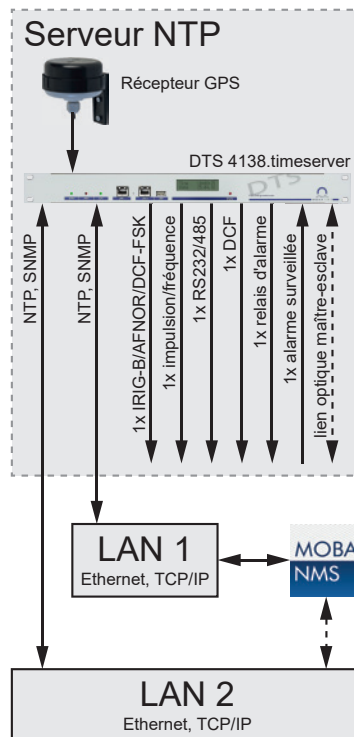 Serveur NTP
Récepteur GPS
DTS 4138.timeserver
DTS
NTP, SNMP
NTP, SNMP
1x IRIG-B/AFNOR/DCF-FSK
1x impulsion/fréquence
1x RS232/485
1x DCF
1x relais d'alarme
1x alarme surveillée
lien optique maître-esclave
LAN 1
Ethernet, TCP/IP
MOBA
NMS
LAN 2
Ethernet, TCP/IP